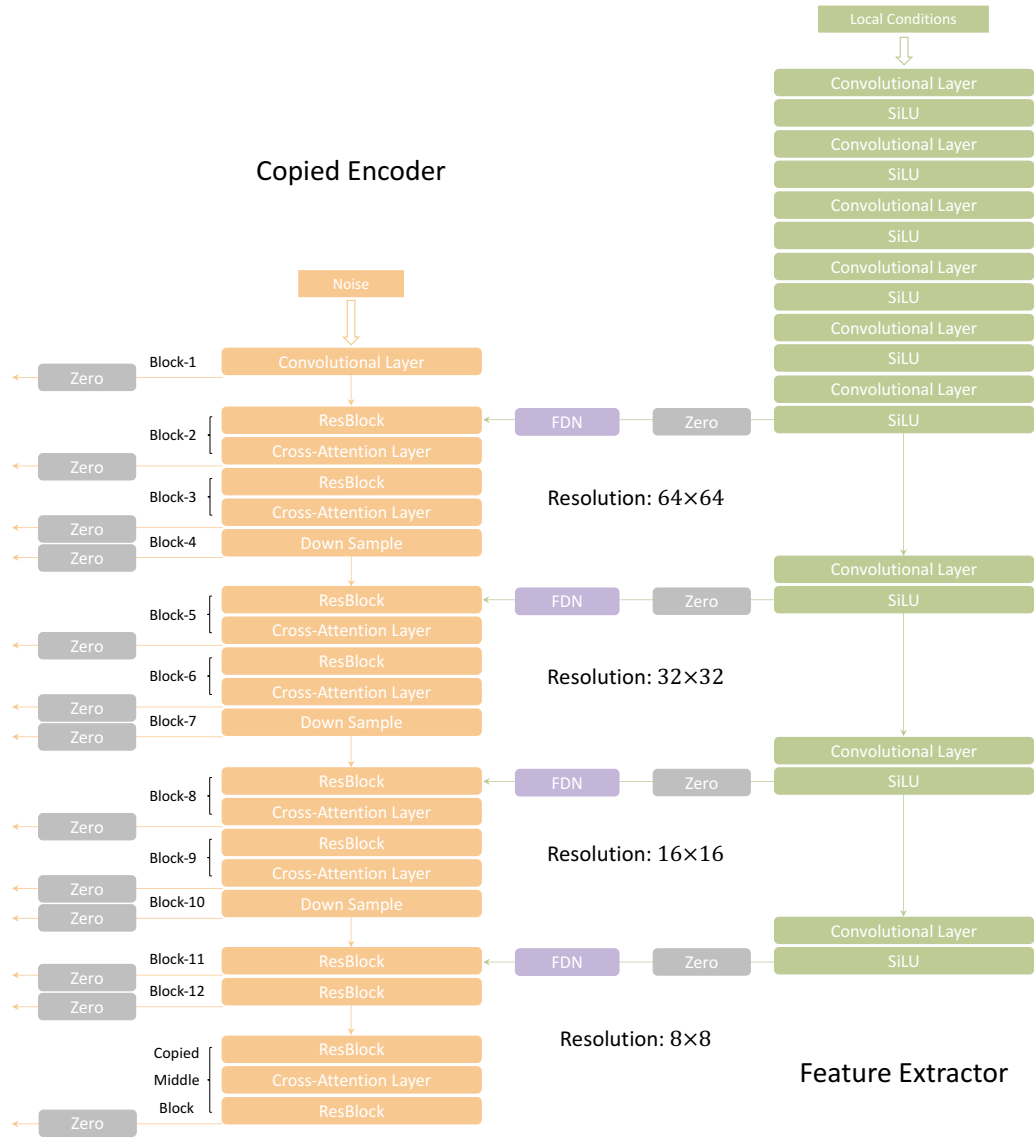 Local Conditions
Convolutional Layer
SiLU
Convolutional Layer
SiLU
Convolutional Layer
SiLU
Convolutional Layer
SiLU
Convolutional Layer
SiLU
Convolutional Layer
SiLU
Copied Encoder
Noise
Block-1
Convolutional Layer
Zero
Block-2
ResBlock
FDN
Zero
Cross-Attention Layer
Zero
Block-3
ResBlock
Resolution: 64×64
Cross-Attention Layer
Zero
Block-4
Down Sample
Zero
Convolutional Layer
Block-5
ResBlock
FDN
Zero
SiLU
Cross-Attention Layer
Zero
Block-6
ResBlock
Resolution: 32×32
Cross-Attention Layer
Zero
Block-7
Down Sample
Zero
Convolutional Layer
Block-8
ResBlock
FDN
Zero
SiLU
Cross-Attention Layer
Zero
Block-9
ResBlock
Resolution: 16×16
Cross-Attention Layer
Zero
Block-10
Down Sample
Zero
Convolutional Layer
Block-11
ResBlock
FDN
Zero
SiLU
Zero
Block-12
ResBlock
Zero
Resolution: 8×8
Copied
Middle
Block
ResBlock
Cross-Attention Layer
ResBlock
Zero
Feature Extractor